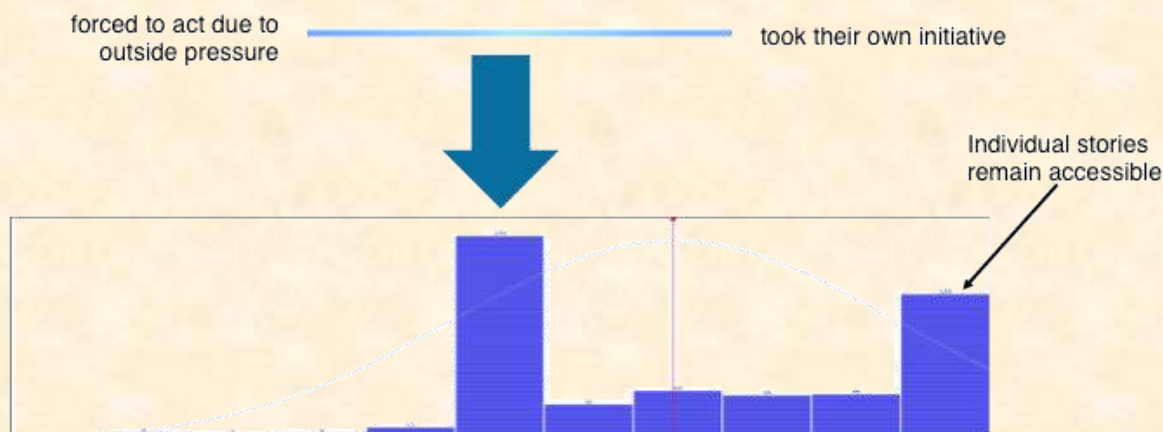 forced to act due to
outside pressure
took their own initiative
Individual stories
remain accessible